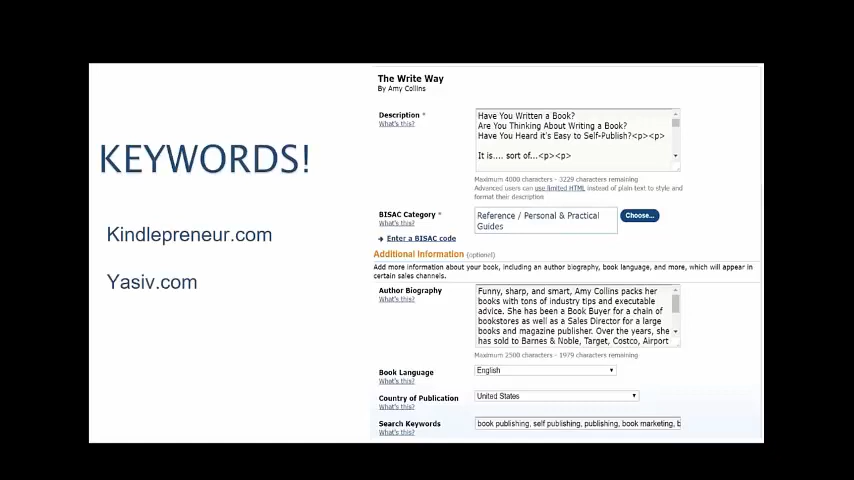 KEYWORDS!
Kindlepreneur.com
Yasiv.com
The Write Way
By Amy Collins
Description *
What's this?
Have You Written a Book?
Are You Thinking About Writing a Book?
Have You Heard it's Easy to Self-Publish?<p><p>
It is.... sort of...<p><p>
Maximum 4000 characters - 3229 characters remaining
Advanced users can use limited HTML instead of plain text to style and
format their description
BISAC Category *
What's this?
Reference / Personal & Practical
Guides
Choose...
Enter a BISAC code
Additional Information (optional)
Add more information about your book, including an author biography, book language, and more, which will appear in
certain sales channels.
Author Biography
What's this?
Funny, sharp, and smart, Amy Collins packs her
books with tons of industry tips and executable
advice. She has been a Book Buyer for a chain of
bookstores as well as a Sales Director for a large
books and magazine publisher. Over the years, she
has sold to Barnes & Noble, Target, Costco, Airport
Maximum 2500 characters - 1979 characters remaining
Book Language
What's this?
English
Country of Publication
What's this?
United States
Search Keywords
What's this?
book publishing, self publishing, publishing, book marketing, b